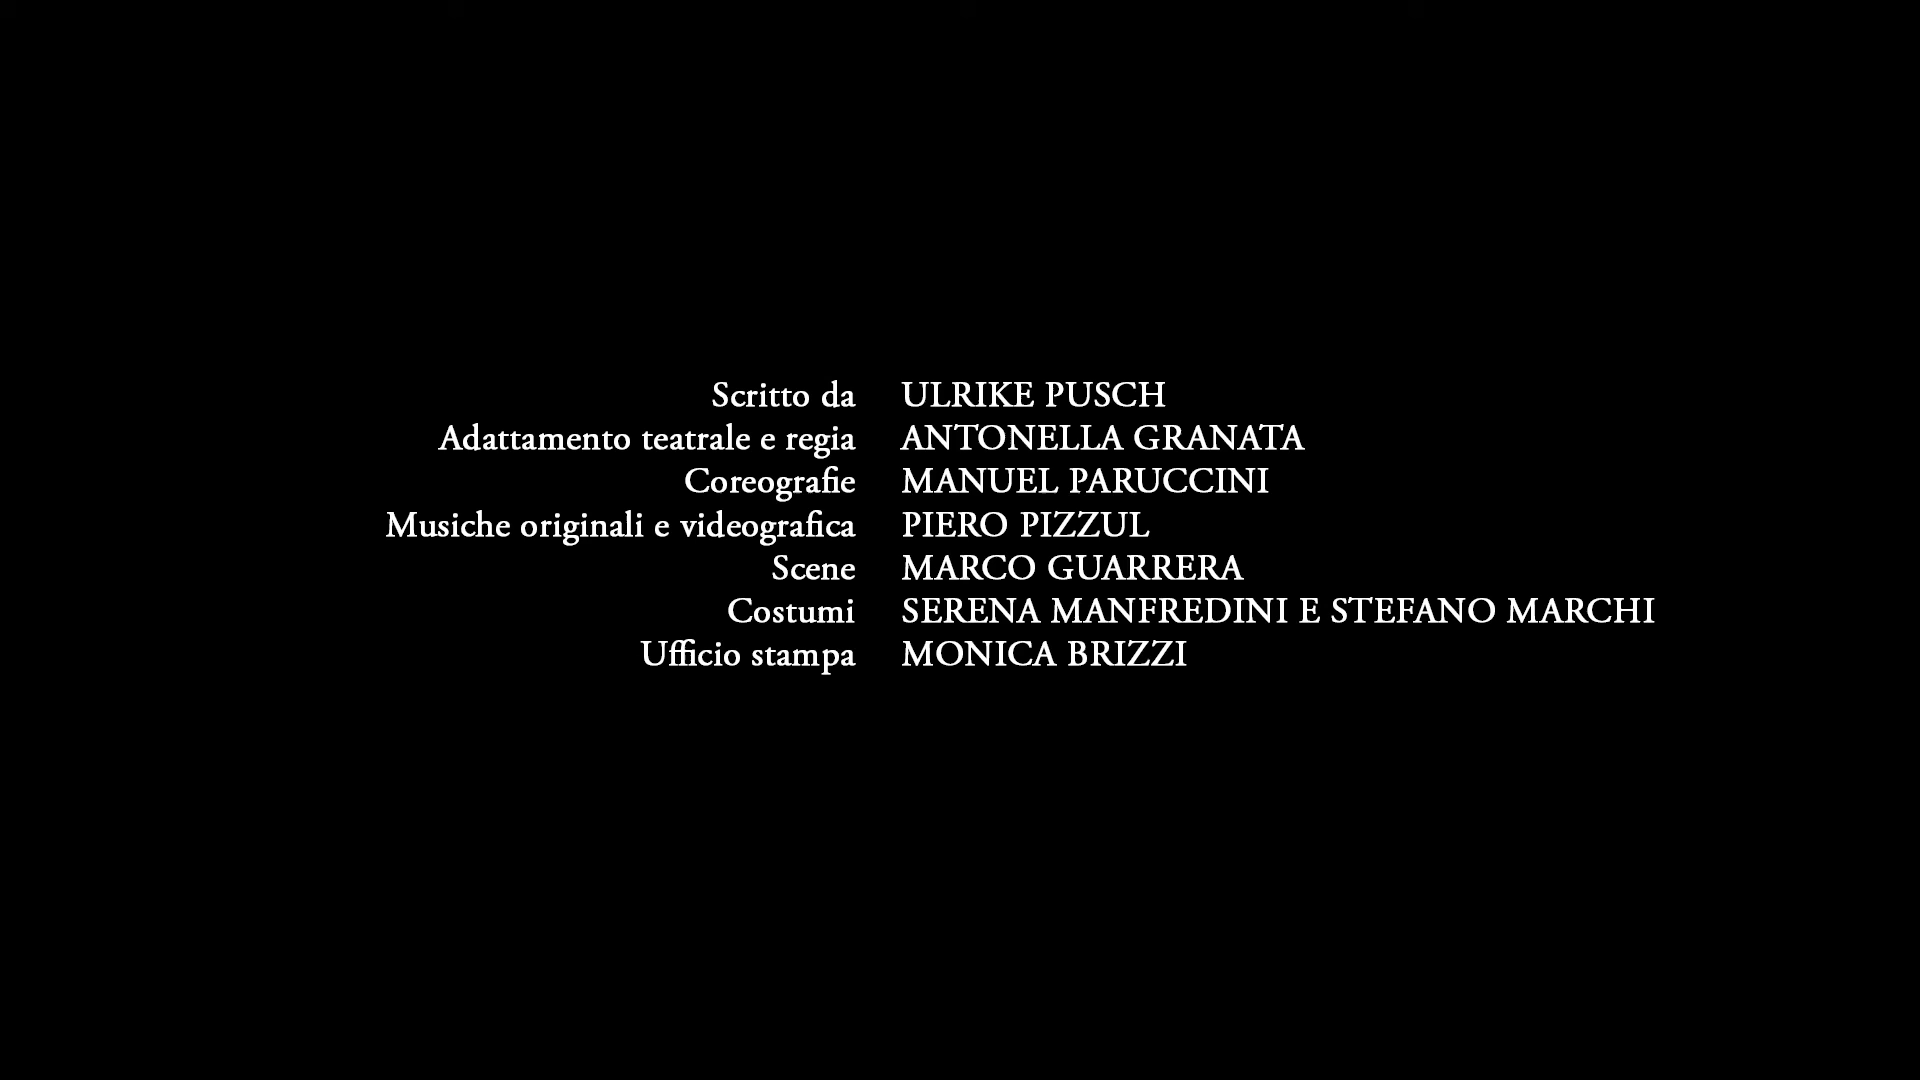 Scritto da ULRIKE PUSCH
Adattamento teatrale e regia ANTONELLA GRANATA
Coreografie MANUEL PARUCCINI
Musiche originali e videografica PIERO PIZZUL
Scene MARCO GUARRERA
Costumi SERENA MANFREDINI E STEFANO MARCHI
Ufficio stampa MONICA BRIZZI